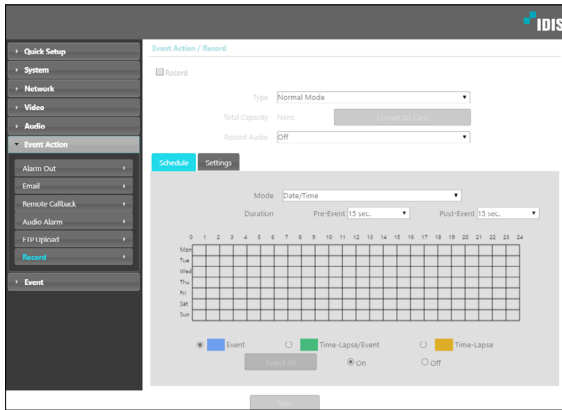 IDIS
Quick Setup
System
Network
Video
Audio
Event Action
Alarm Out
Email
Remote Callback
Audio Alarm
FTP Upload
Record
Event
Event Action / Record
Record
Type Normal Mode
Total Capacity None Format SD Card
Record Audio Off
Schedule Settings
Mode Date/Time
Duration Pre-Event 15 sec. Post-Event 15 sec.
0 1 2 3 4 5 6 7 8 9 10 11 12 13 14 15 16 17 18 19 20 21 22 23 24
Mon
Tue
Wed
Thu
Fri
Sat
Sun
Event Time-Lapse/Event Time-Lapse
Select All On Off
Save